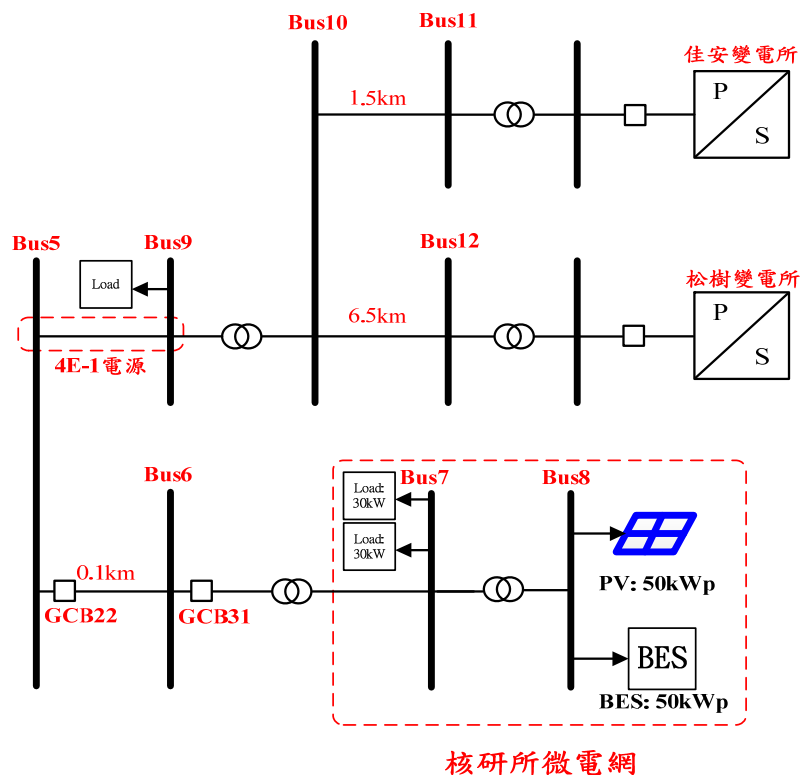 Bus10
Bus11
佳安變電所
1.5km
P
S
Bus5
Bus9
Bus12
松樹變電所
Load
6.5km
P
S
4E-1電源
Bus6
Bus7
Bus8
Load:
30kW
Load:
30kW
0.1km
GCB22
GCB31
PV: 50kWp
BES
BES: 50kWp
核研所微電網